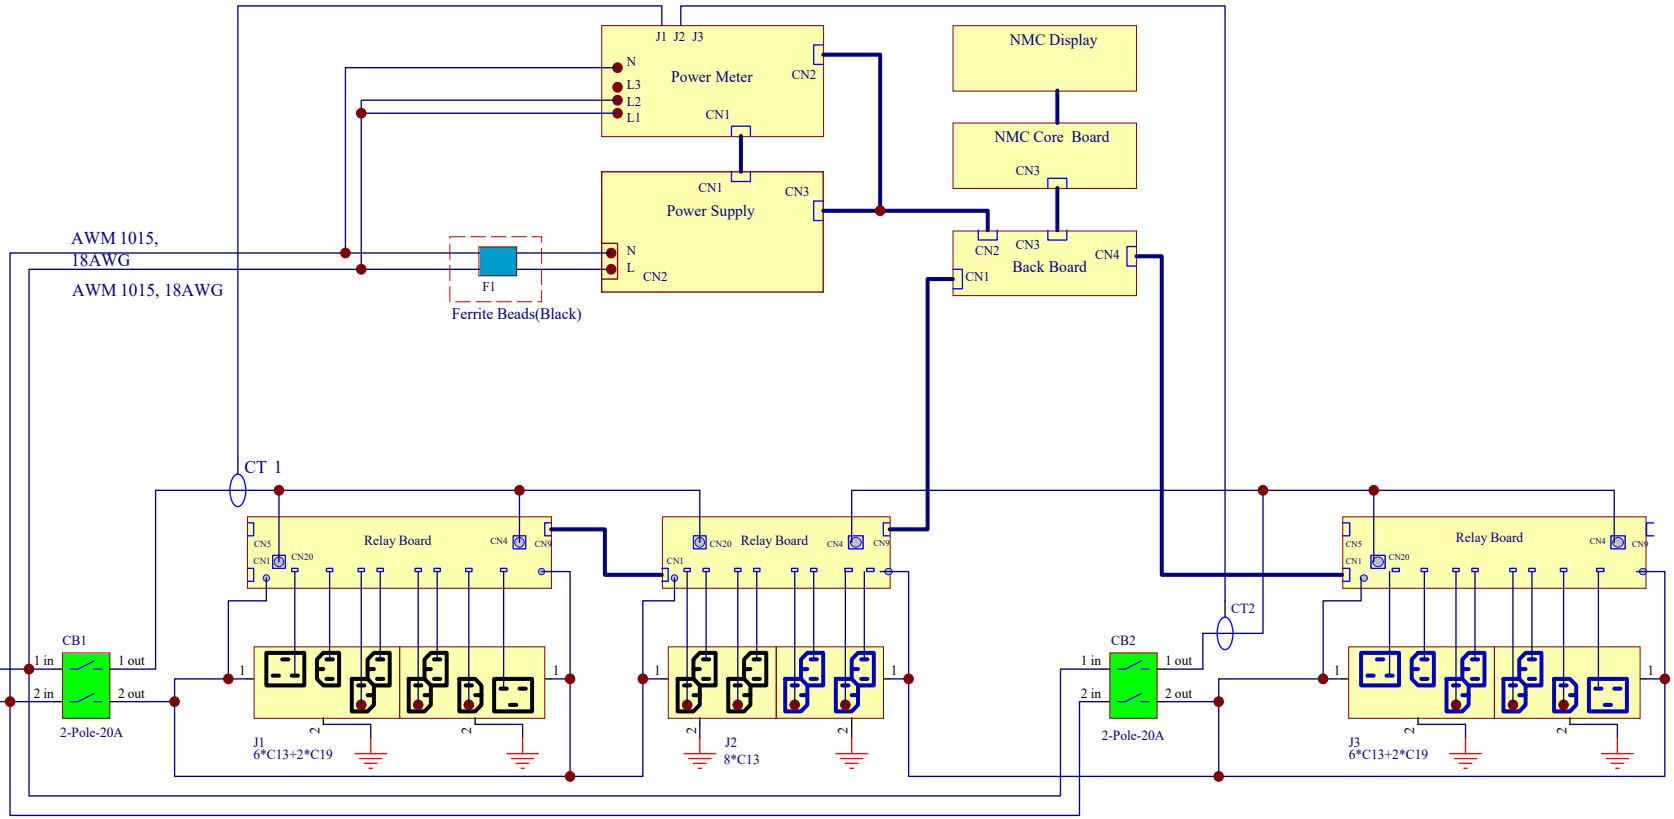 J1 J2 J3
N
L3
L2
L1
Power Meter
CN2
CN1
NMC Display
NMC Core  Board
CN3
CN1
CN3
Power Supply
N
L
CN2
CN2
CN3
CN4
Back Board
CN1
AWM 1015,
18AWG
AWM 1015, 18AWG
F1
Ferrite Beads(Black)
CT 1
CN5
Relay Board
CN4
CN9
CN1
CN20
CN20
Relay Board
CN4
CN9
CN1
CN5
Relay Board
CN4
CN9
CN20
CN1
CT2
CB1
1 in
1 out
2 in
2 out
2-Pole-20A
1
1
2
2
J1
6*C13+2*C19
1
1
2
2
J2
8*C13
CB2
1 in
1 out
2 in
2 out
2-Pole-20A
1
1
2
2
J3
6*C13+2*C19